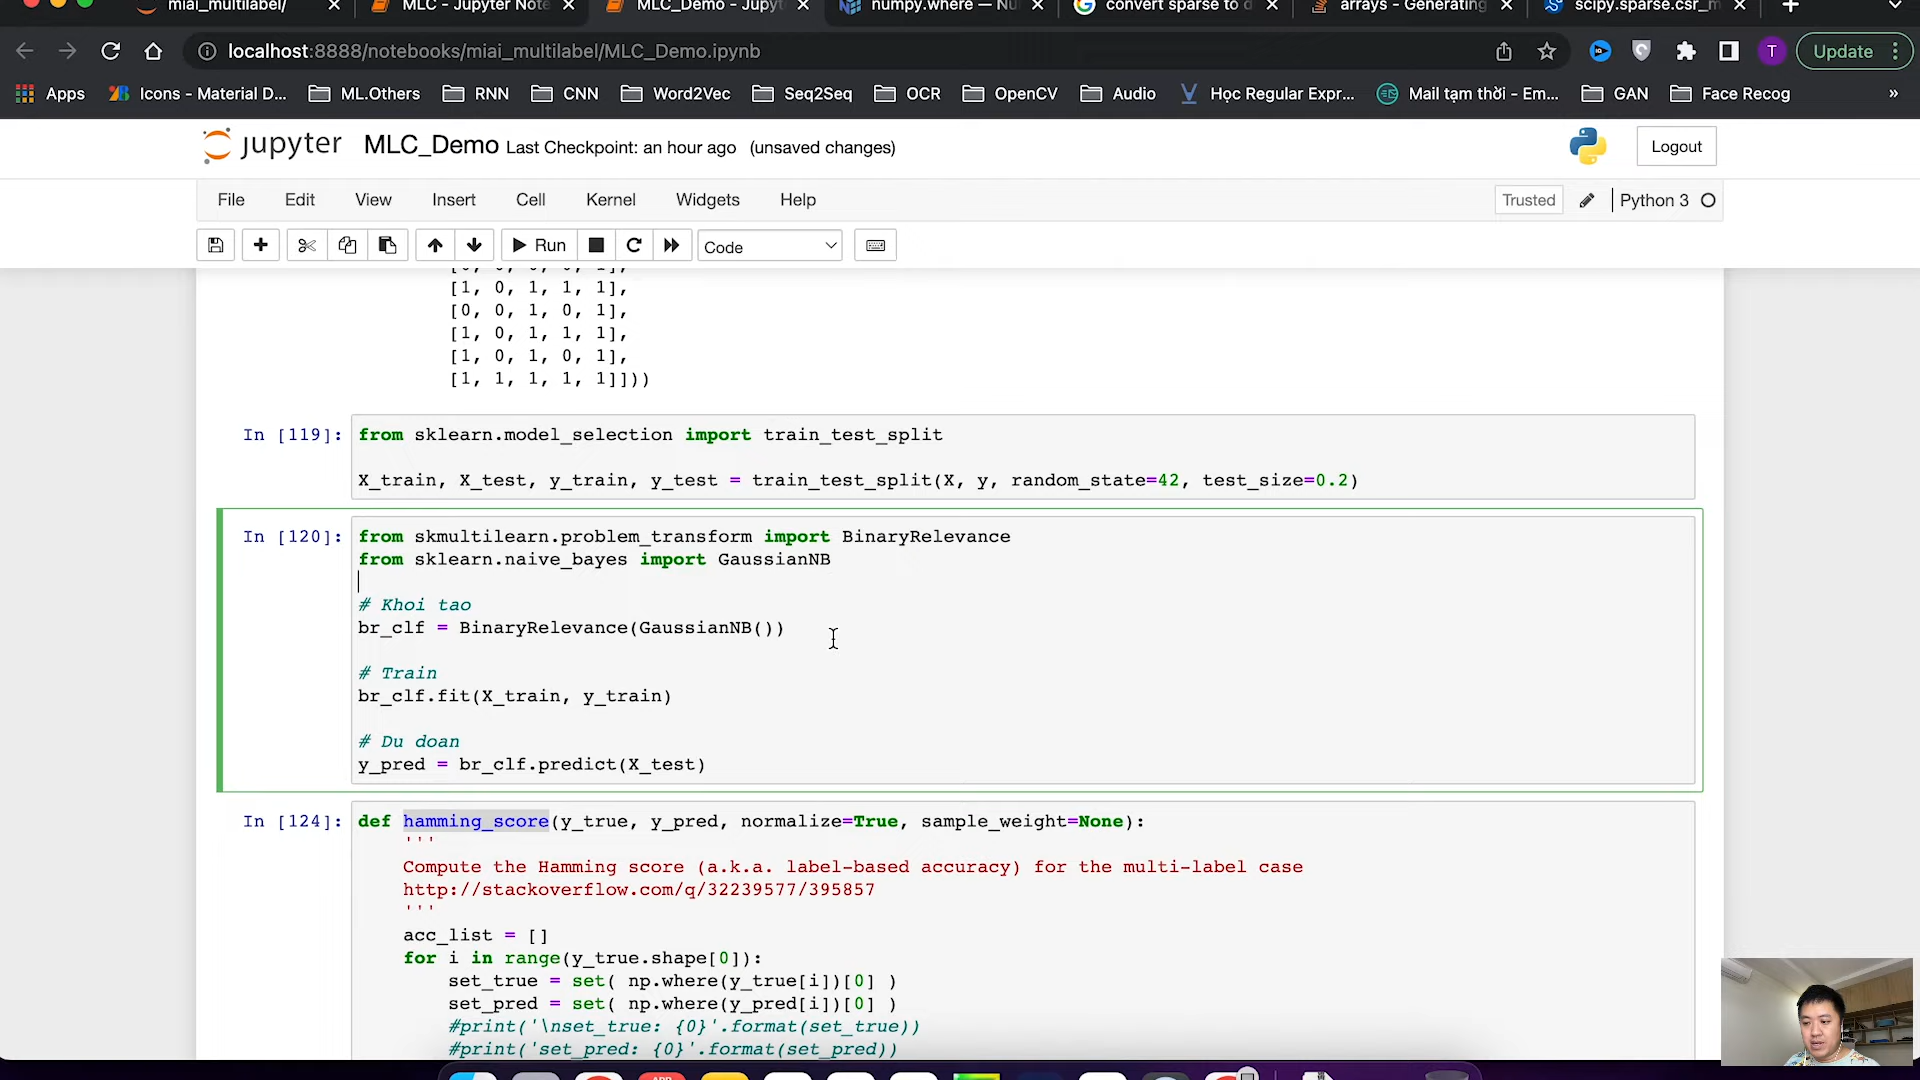 miai_multilabel/
MLC - Jupyter Note
MLC_Demo - Jupyt
numpy.where — Nu
convert sparse to d
arrays - Generating
scipy.sparse.csr_m
localhost:8888/notebooks/miai_multilabel/MLC_Demo.ipynb
T
Update
Apps
Icons - Material D...
ML.Others
RNN
CNN
Word2Vec
Seq2Seq
OCR
OpenCV
Audio
Học Regular Expr...
Mail tạm thời - Em...
GAN
Face Recog
»
jupyter MLC_Demo Last Checkpoint: an hour ago (unsaved changes)
Logout
File Edit View Insert Cell Kernel Widgets Help
Trusted
Python 3
Run
Code
[0, 0, 0, 0, 1],
[1, 0, 1, 1, 1],
[0, 0, 1, 0, 1],
[1, 0, 1, 1, 1],
[1, 0, 1, 0, 1],
[1, 1, 1, 1, 1]]))
In [119]: from sklearn.model_selection import train_test_split
X_train, X_test, y_train, y_test = train_test_split(X, y, random_state=42, test_size=0.2)
In [120]: from skmultilearn.problem_transform import BinaryRelevance
from sklearn.naive_bayes import GaussianNB
# Khoi tao
br_clf = BinaryRelevance(GaussianNB())
# Train
br_clf.fit(X_train, y_train)
# Du doan
y_pred = br_clf.predict(X_test)
In [124]: def hamming_score(y_true, y_pred, normalize=True, sample_weight=None):
'''
Compute the Hamming score (a.k.a. label-based accuracy) for the multi-label case
http://stackoverflow.com/q/32239577/395857
'''
acc_list = []
for i in range(y_true.shape[0]):
set_true = set( np.where(y_true[i])[0] )
set_pred = set( np.where(y_pred[i])[0] )
#print('\nset_true: {0}'.format(set_true))
#print('set_pred: {0}'.format(set_pred))